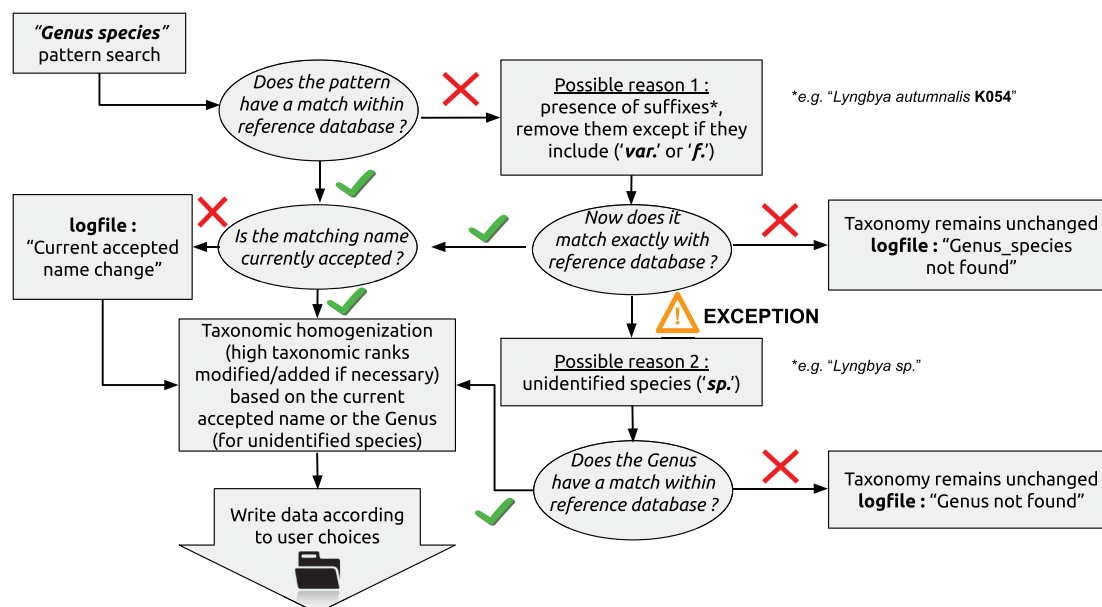 “Genus species”
pattern search
Does the pattern
have a match within
reference database ?
Possible reason 1 :
presence of suffixes*,
remove them except if they
include (‘var.’ or ‘f.’)
*e.g. “Lyngbya autumnalis K054”
logfile :
“Current accepted
name change”
Is the matching name
currently accepted ?
Now does it
match exactly with
reference database ?
Taxonomy remains unchanged
logfile : “Genus_species
not found”
EXCEPTION
Taxonomic homogenization
(high taxonomic ranks
modified/added if necessary)
based on the current
accepted name or the Genus
(for unidentified species)
Possible reason 2 :
unidentified species (‘sp.’)
*e.g. “Lyngbya sp.”
Does the Genus
have a match within
reference database ?
Taxonomy remains unchanged
logfile : “Genus not found”
Write data according
to user choices